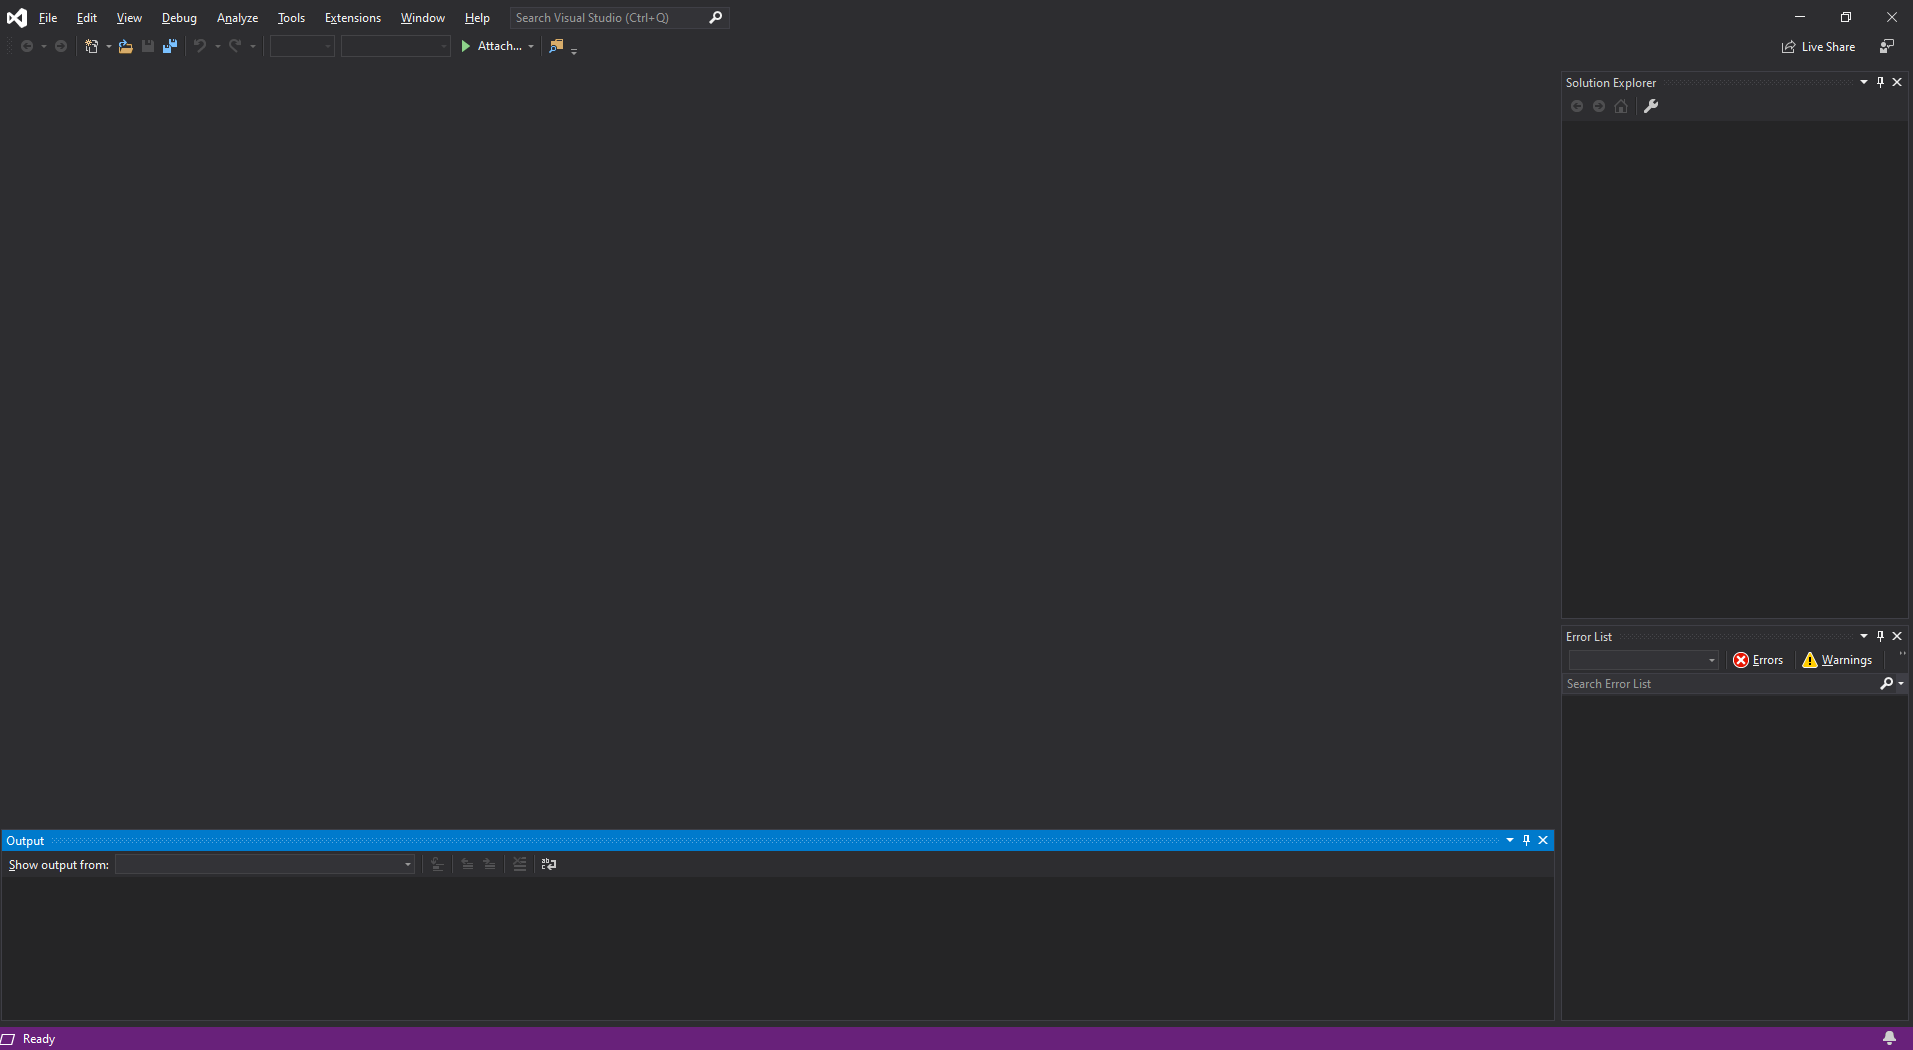 File Edit View Debug Analyze Tools Extensions Window Help Search Visual Studio (Ctrl+Q)
Attach... Live Share
Solution Explorer
Error List
Errors Warnings
Search Error List
Output
Show output from:
Ready